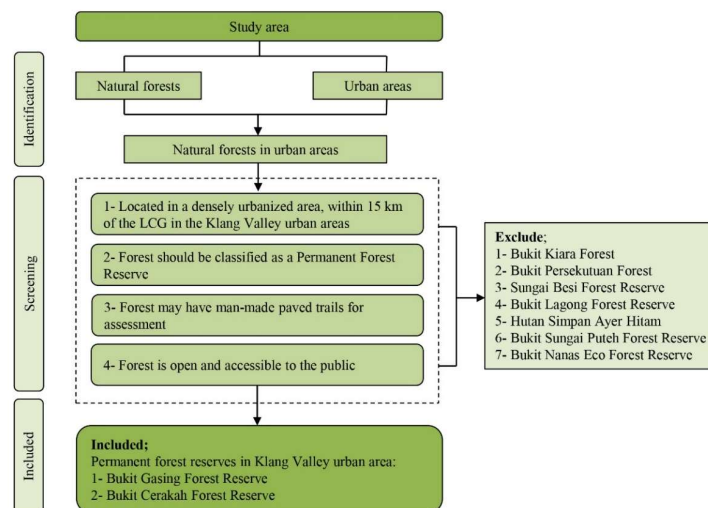 Study area
Identification
Natural forests
Urban areas
Natural forests in urban areas
Screening
1- Located in a densely urbanized area, within 15 km
of the LCG in the Klang Valley urban areas
2- Forest should be classified as a Permanent Forest
Reserve
3- Forest may have man-made paved trails for
assessment
4- Forest is open and accessible to the public
Exclude;
1- Bukit Kiara Forest
2- Bukit Persekutuan Forest
3- Sungai Besi Forest Reserve
4- Bukit Lagong Forest Reserve
5- Hutan Simpan Ayer Hitam
6- Bukit Sungai Puteh Forest Reserve
7- Bukit Nanas Eco Forest Reserve
Included
Included;
Permanent forest reserves in Klang Valley urban area:
1- Bukit Gasing Forest Reserve
2- Bukit Cerakah Forest Reserve